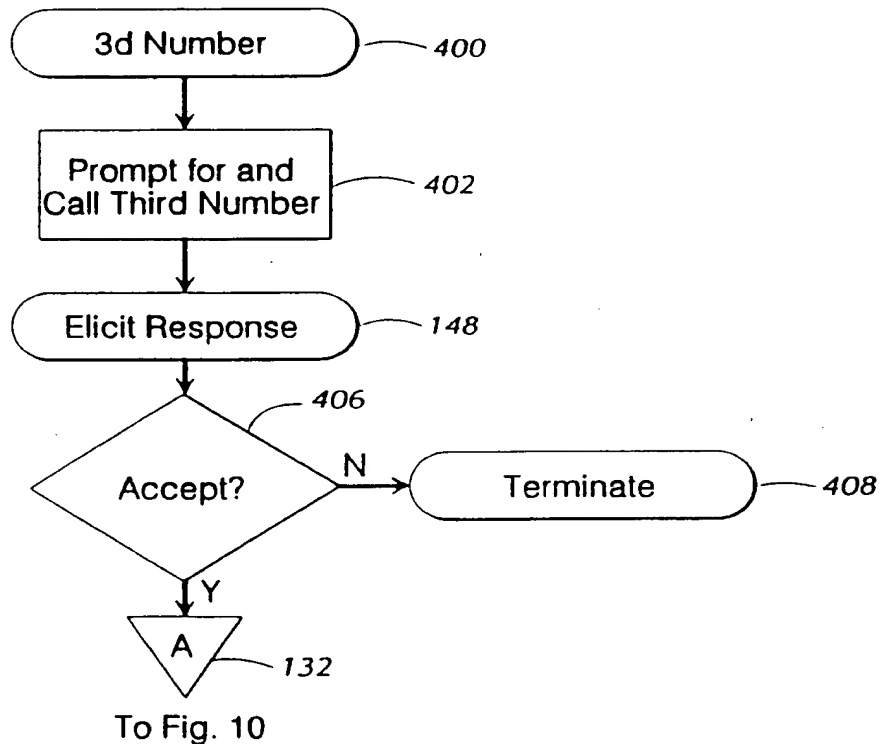 3d Number
400
Prompt for and
Call Third Number
402
Elicit Response
148
406
Accept?
N
Terminate
408
Y
A
132
To Fig. 10